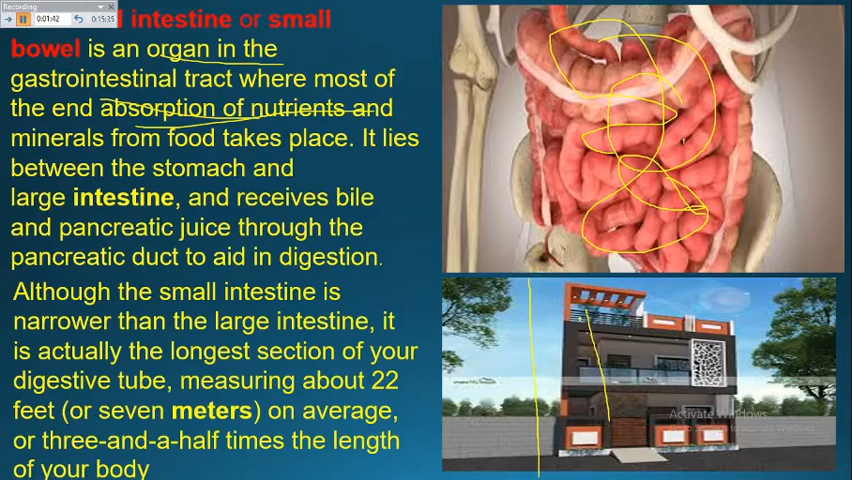 Recording
0:01:42
0:15:35
intestine or small
bowel is an organ in the
gastrointestinal tract where most of
the end absorption of nutrients and
minerals from food takes place. It lies
between the stomach and
large intestine, and receives bile
and pancreatic juice through the
pancreatic duct to aid in digestion.
Although the small intestine is
narrower than the large intestine, it
is actually the longest section of your
digestive tube, measuring about 22
feet (or seven meters) on average,
or three-and-a-half times the length
of your body
Activate Windows